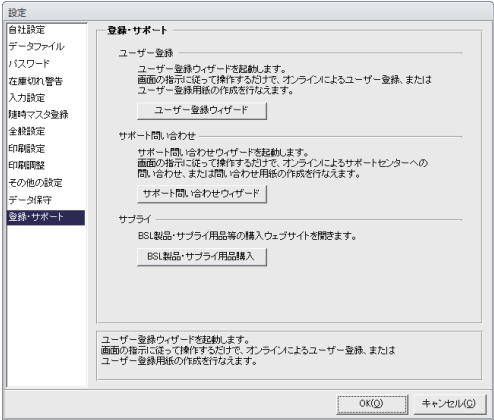 設定
自社設定
データファイル
パスワード
在庫切れ警告
入力設定
随時マスタ登録
全般設定
印刷設定
印刷調整
その他の設定
データ保守
登録・サポート
登録・サポート
ユーザー登録
ユーザー登録ウィザードを起動します。
画面の指示に従って操作するだけで、オンラインによるユーザー登録、または
ユーザー登録用紙の作成を行なえます。
ユーザー登録ウィザード
サポート問い合わせ
サポート問い合わせウィザードを起動します。
画面の指示に従って操作するだけで、オンラインによるサポートセンターへの
問い合わせ、または問い合わせ用紙の作成を行なえます。
サポート問い合わせウィザード
サプライ
BSL製品・サプライ用品等の購入ウェブサイトを開きます。
BSL製品・サプライ用品購入
ユーザー登録ウィザードを起動します。
画面の指示に従って操作するだけで、オンラインによるユーザー登録、または
ユーザー登録用紙の作成を行なえます。
OK(O)
キャンセル(C)